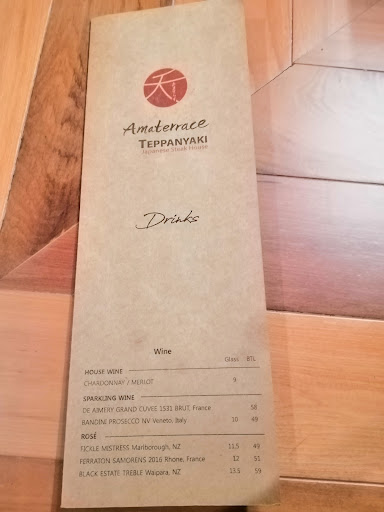 天
Amaterrace
TEPPANYAKI
Japanese Steak House
Drinks
Wine
Glass BTL
HOUSE WINE
CHARDONNAY / MERLOT 9
SPARKLING WINE
DE AIMERY GRAND CUVEE 1531 BRUT, France 58
BANDINI PROSECCO NV Veneto, Italy 10 49
ROSÉ
FICKLE MISTRESS Marlborough, NZ 11.5 49
FERRATON SAMORENS 2016 Rhone, France 12 51
BLACK ESTATE TREBLE Waipara, NZ 13.5 59